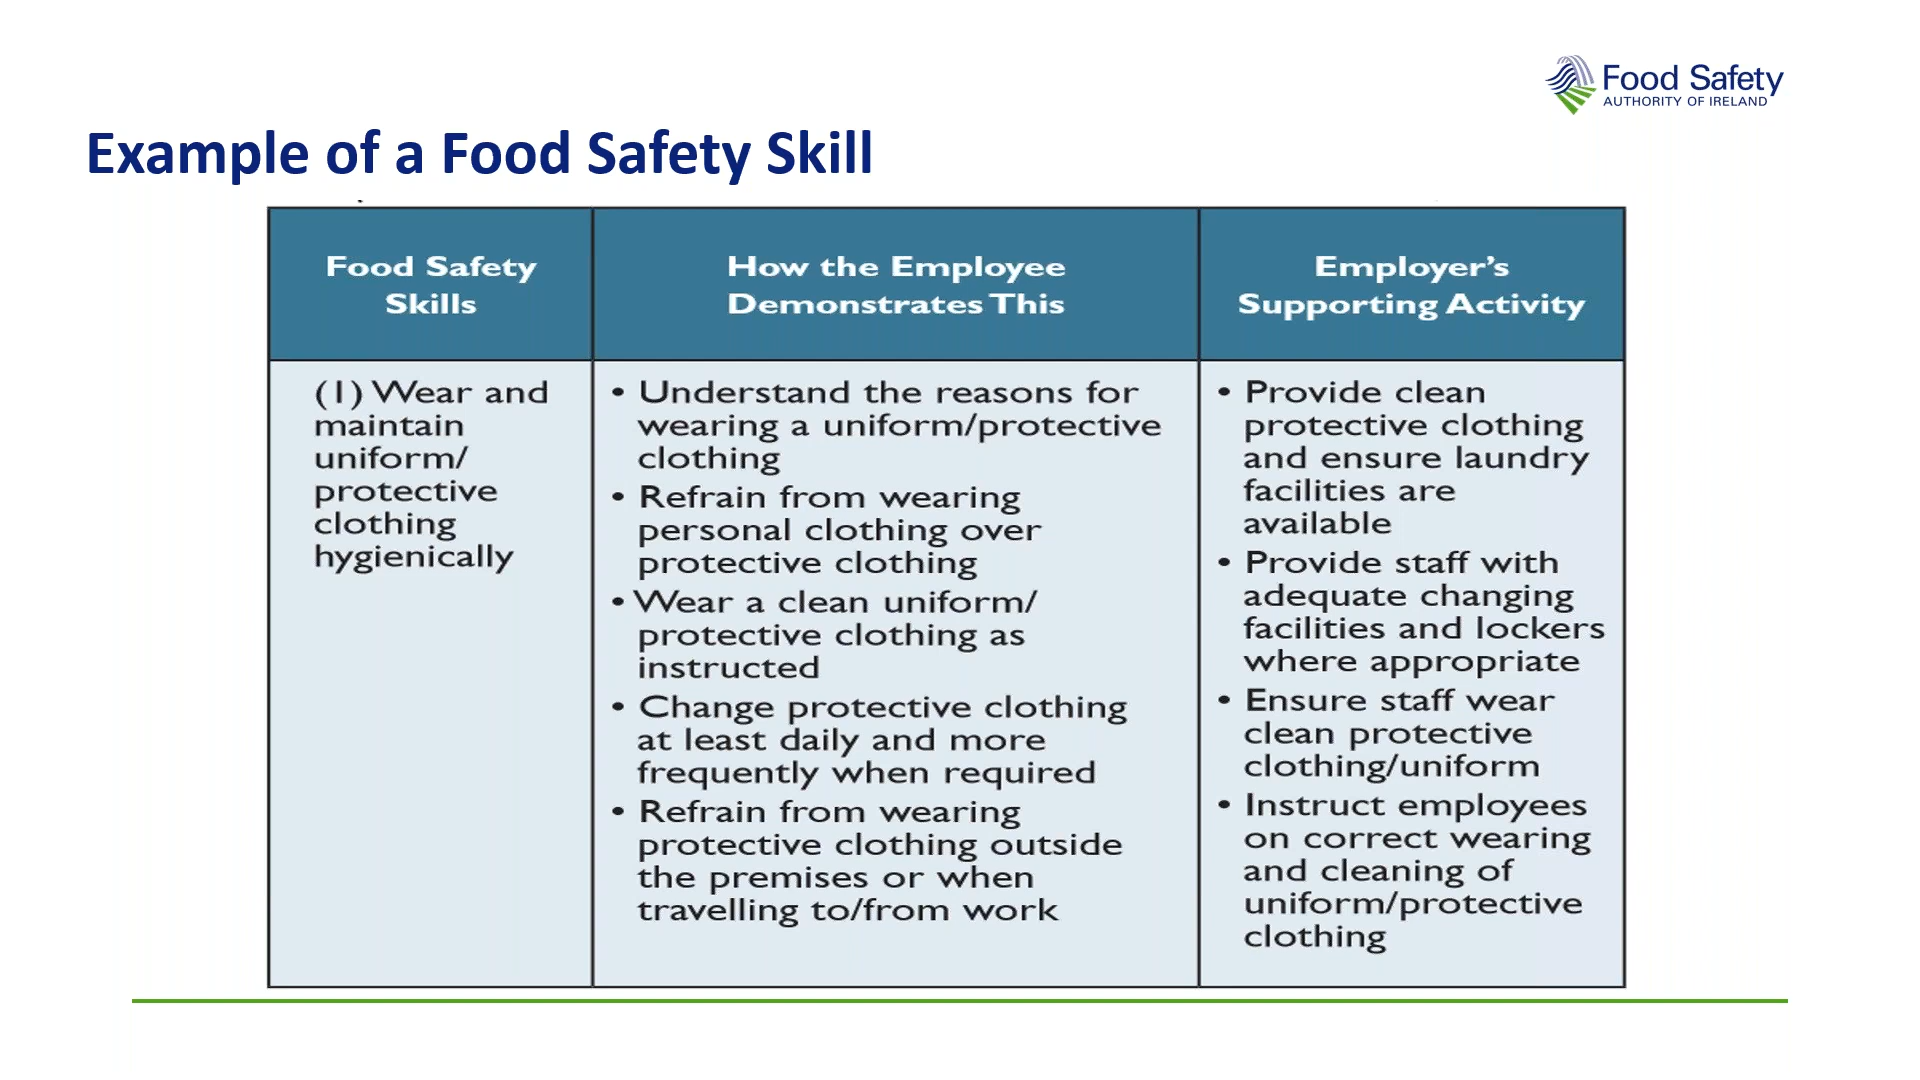 Food Safety
AUTHORITY OF IRELAND
Example of a Food Safety Skill
Food Safety
Skills
How the Employee
Demonstrates This
Employer's
Supporting Activity
(1) Wear and
maintain
uniform/
protective
clothing
hygienically
• Understand the reasons for
wearing a uniform/protective
clothing
• Refrain from wearing
personal clothing over
protective clothing
• Wear a clean uniform/
protective clothing as
instructed
• Change protective clothing
at least daily and more
frequently when required
• Refrain from wearing
protective clothing outside
the premises or when
travelling to/from work
• Provide clean
protective clothing
and ensure laundry
facilities are
available
• Provide staff with
adequate changing
facilities and lockers
where appropriate
• Ensure staff wear
clean protective
clothing/uniform
• Instruct employees
on correct wearing
and cleaning of
uniform/protective
clothing